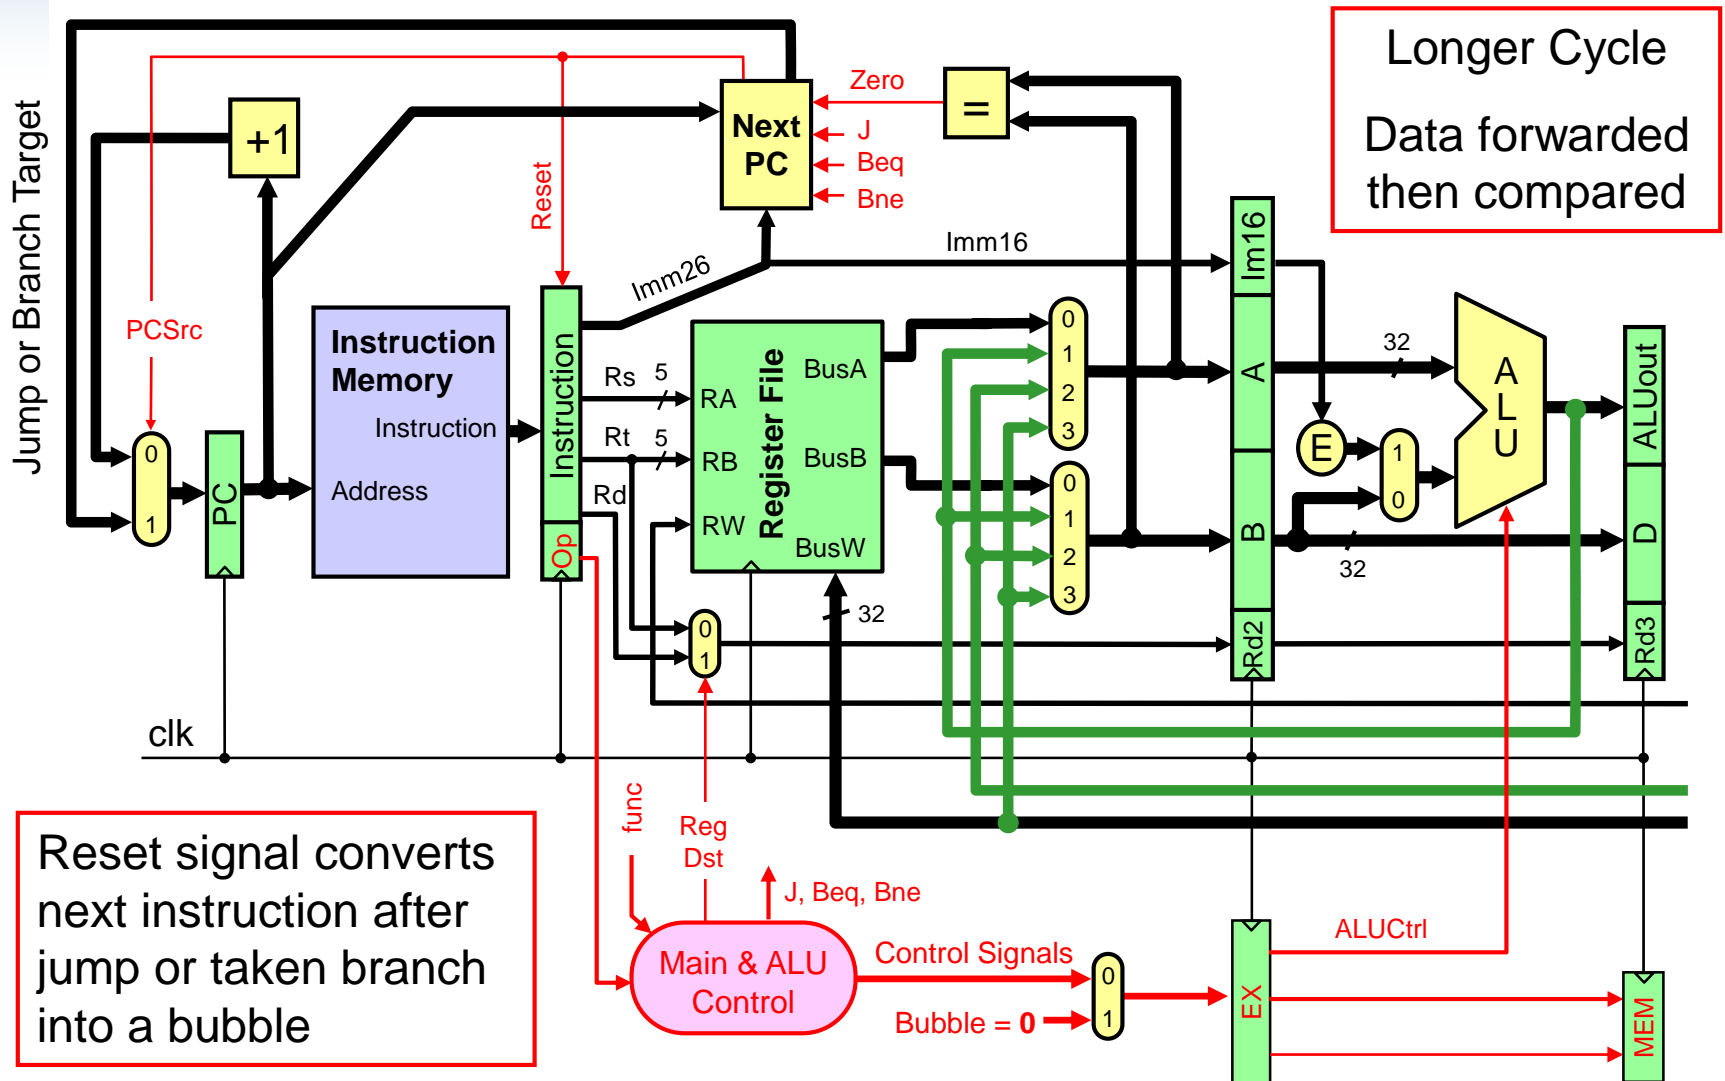 Longer Cycle
Data forwarded
then compared
Jump or Branch Target
+1
Next
PC
Zero
=
J
Beq
Bne
Reset
PCSrc
Imm26
Imm16
Im16
Instruction
Memory
Instruction
Address
0
1
PC
Instruction
Op
Rs
5
Rt
5
Rd
RA
RB
RW
Register File
BusA
BusB
BusW
32
0
1
2
3
0
1
2
3
0
1
A
B
Rd2
E
1
0
32
32
A
L
U
ALUout
D
Rd3
clk
func
Reg
Dst
J, Beq, Bne
Main & ALU
Control
Control Signals
Bubble = 0
0
1
EX
ALUCtrl
MEM
Reset signal converts
next instruction after
jump or taken branch
into a bubble